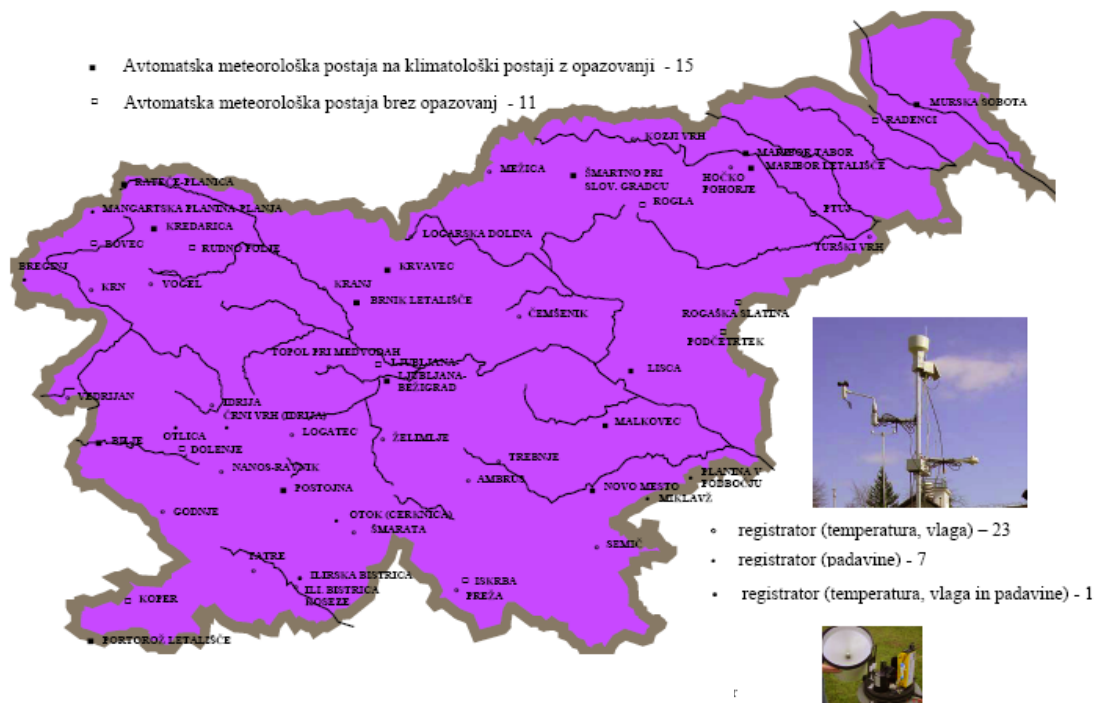 Avtomatska meteorološka postaja na klimatološki postaji z opazovanji - 15
Avtomatska meteorološka postaja brez opazovanj - 11
MURSKA SOBOTA
RADENCI
KOZJI VRH
MARIBOR TABOR
MARIBOR LETALIŠČE
MEŽICA
ŠMARTNO PRI
SLOV. GRADCU
HOČKO
POHORJE
RATEČE-PLANICA
ROGLA
PTUJ
MANGARTSKA PLANINA-PLANJA
KREDARICA
LOGARSKA DOLINA
BOVEC
RUDNO POLJE
TURŠKI VRH
BREGINJ
KRVAVEC
KRN
VOGEL
KRANJ
BRNIK LETALIŠČE
ČEMŠENIK
ROGAŠKA SLATINA
PODČETRTEK
TOPOL PRI MEDVODAH
LJUBLJANA-
LJUBLJANA-
BEŽIGRAD
LISCA
VEDRIJAN
IDRIJA
ČRNI VRH (IDRIJA)
MALKOVEC
OTLICA
LOGATEC
ŽELIMLJE
BILJE
DOLENJE
TREBNJE
NANOS-RAVNIK
AMBRUS
PLANINA V
PODBOČJU
POSTOJNA
NOVO MESTO
MIKLAVŽ
GODNJE
OTOK (CERKNICA)
ŠMARATA
SEMIČ
TATRE
ILIRSKA BISTRICA
ILI. BISTRICA
KOSEZE
ISKRBA
PREŽA
KOPER
PORTOROŽ LETALIŠČE
registrator (temperatura, vlaga) – 23
registrator (padavine) - 7
registrator (temperatura, vlaga in padavine) - 1
r